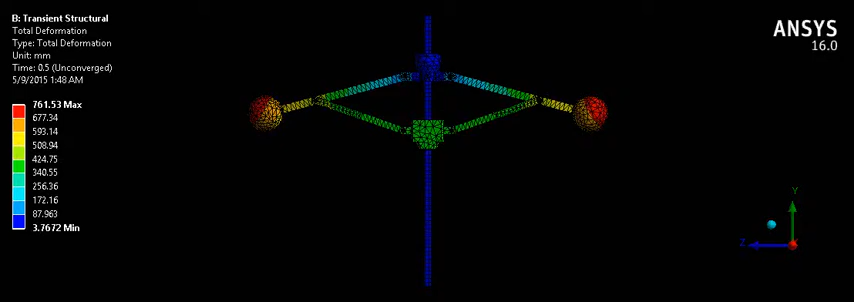 B: Transient Structural
Total Deformation
Type: Total Deformation
Unit: mm
Time: 0.5 (Unconverged)
5/9/2015 1:48 AM
761.53 Max
677.34
593.14
508.94
424.75
340.55
256.36
172.16
87.963
3.7672 Min
ANSYS
16.0
Y
Z